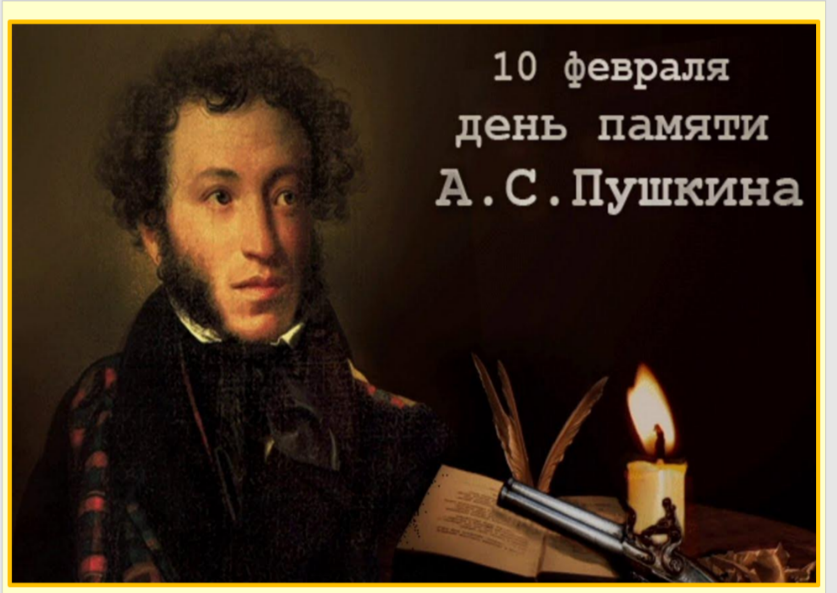 10 февраля
день памяти
А.С.Пушкина